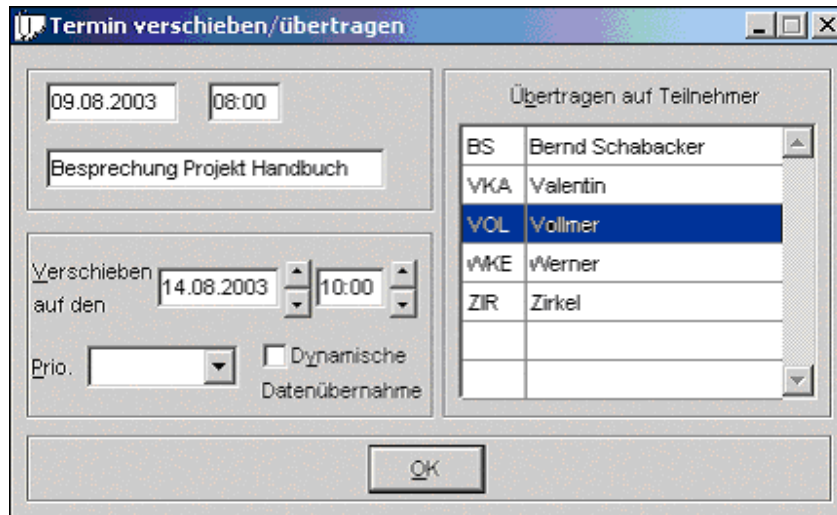 Termin verschieben/übertragen
09.08.2003 08:00
Besprechung Projekt Handbuch
Verschieben auf den 14.08.2003 10:00
Prio.
Dynamische Datenübernahme
Übertragen auf Teilnehmer
BS Bernd Schabacker
VKA Valentin
VOL Vollmer
WKE Werner
ZIR Zirkel
OK